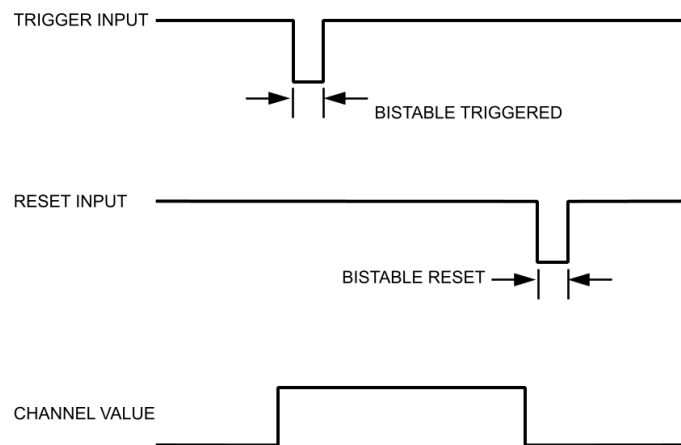 TRIGGER INPUT
BISTABLE TRIGGERED
RESET INPUT
BISTABLE RESET
CHANNEL VALUE